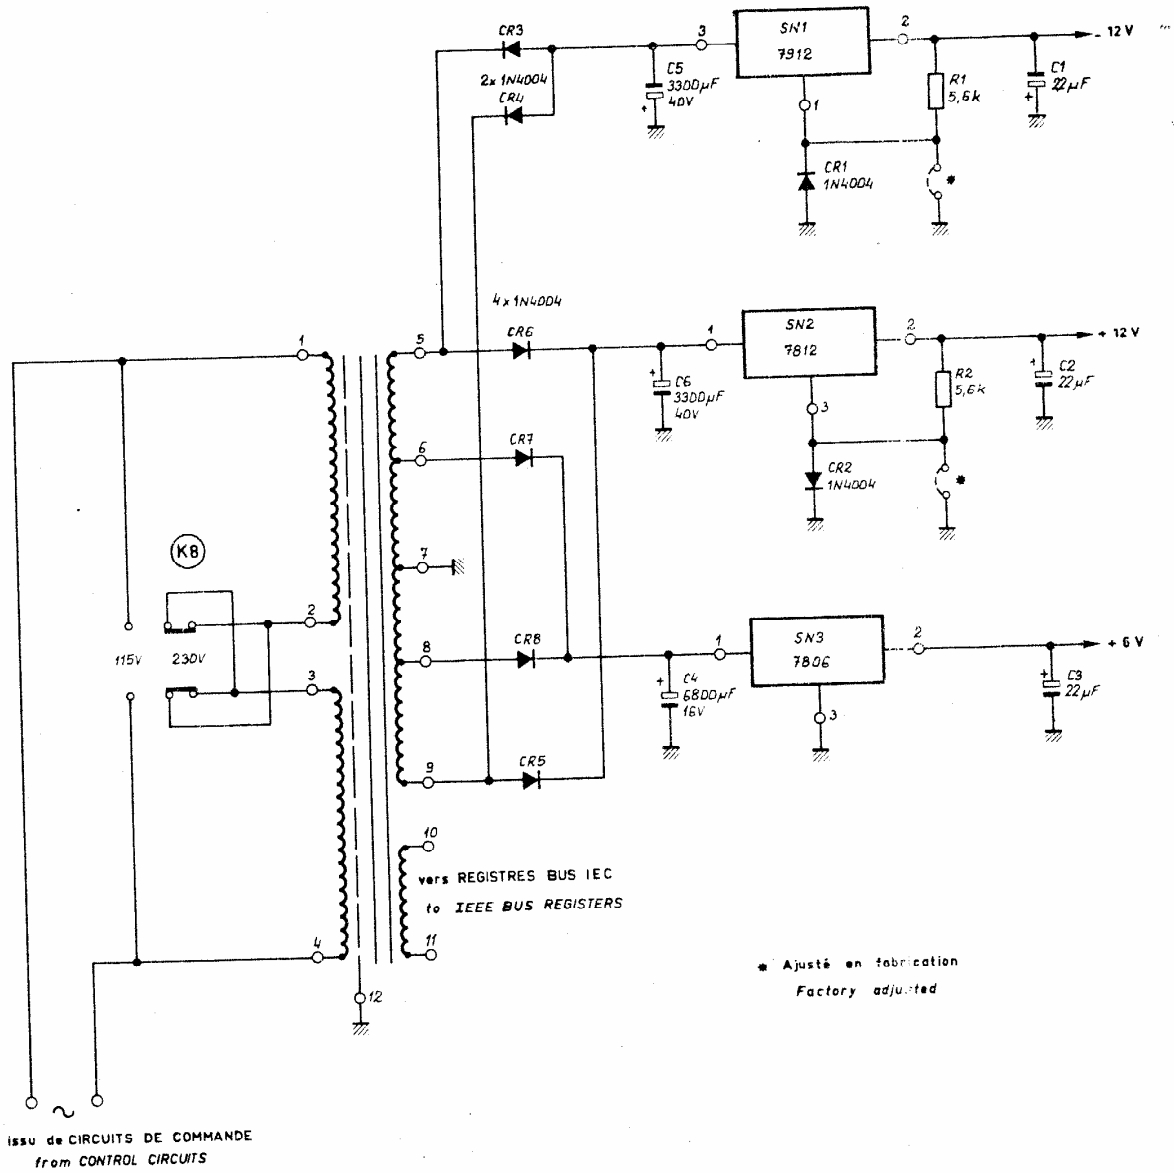 CR3
2x1N4004
CR4
3
SN1
7912
2
- 12 V
C5
3300µF
40V
+
1
R1
5,6k
C1
22µF
+
CR1
1N4004
*
4x1N4004
1
5
CR6
1
SN2
7812
2
+ 12 V
+
C6
3300µF
40V
3
R2
5,6k
+
C2
22µF
6
CR7
CR2
1N4004
*
K8
7
2
115V
230V
3
8
CR8
1
SN3
7806
2
+ 6 V
+
C4
6800µF
16V
3
+
C3
22µF
9
CR5
10
vers REGISTRES BUS IEC
to IEEE BUS REGISTERS
4
11
12
* Ajusté en fabrication
Factory adjusted
~
issu de CIRCUITS DE COMMANDE
from CONTROL CIRCUITS